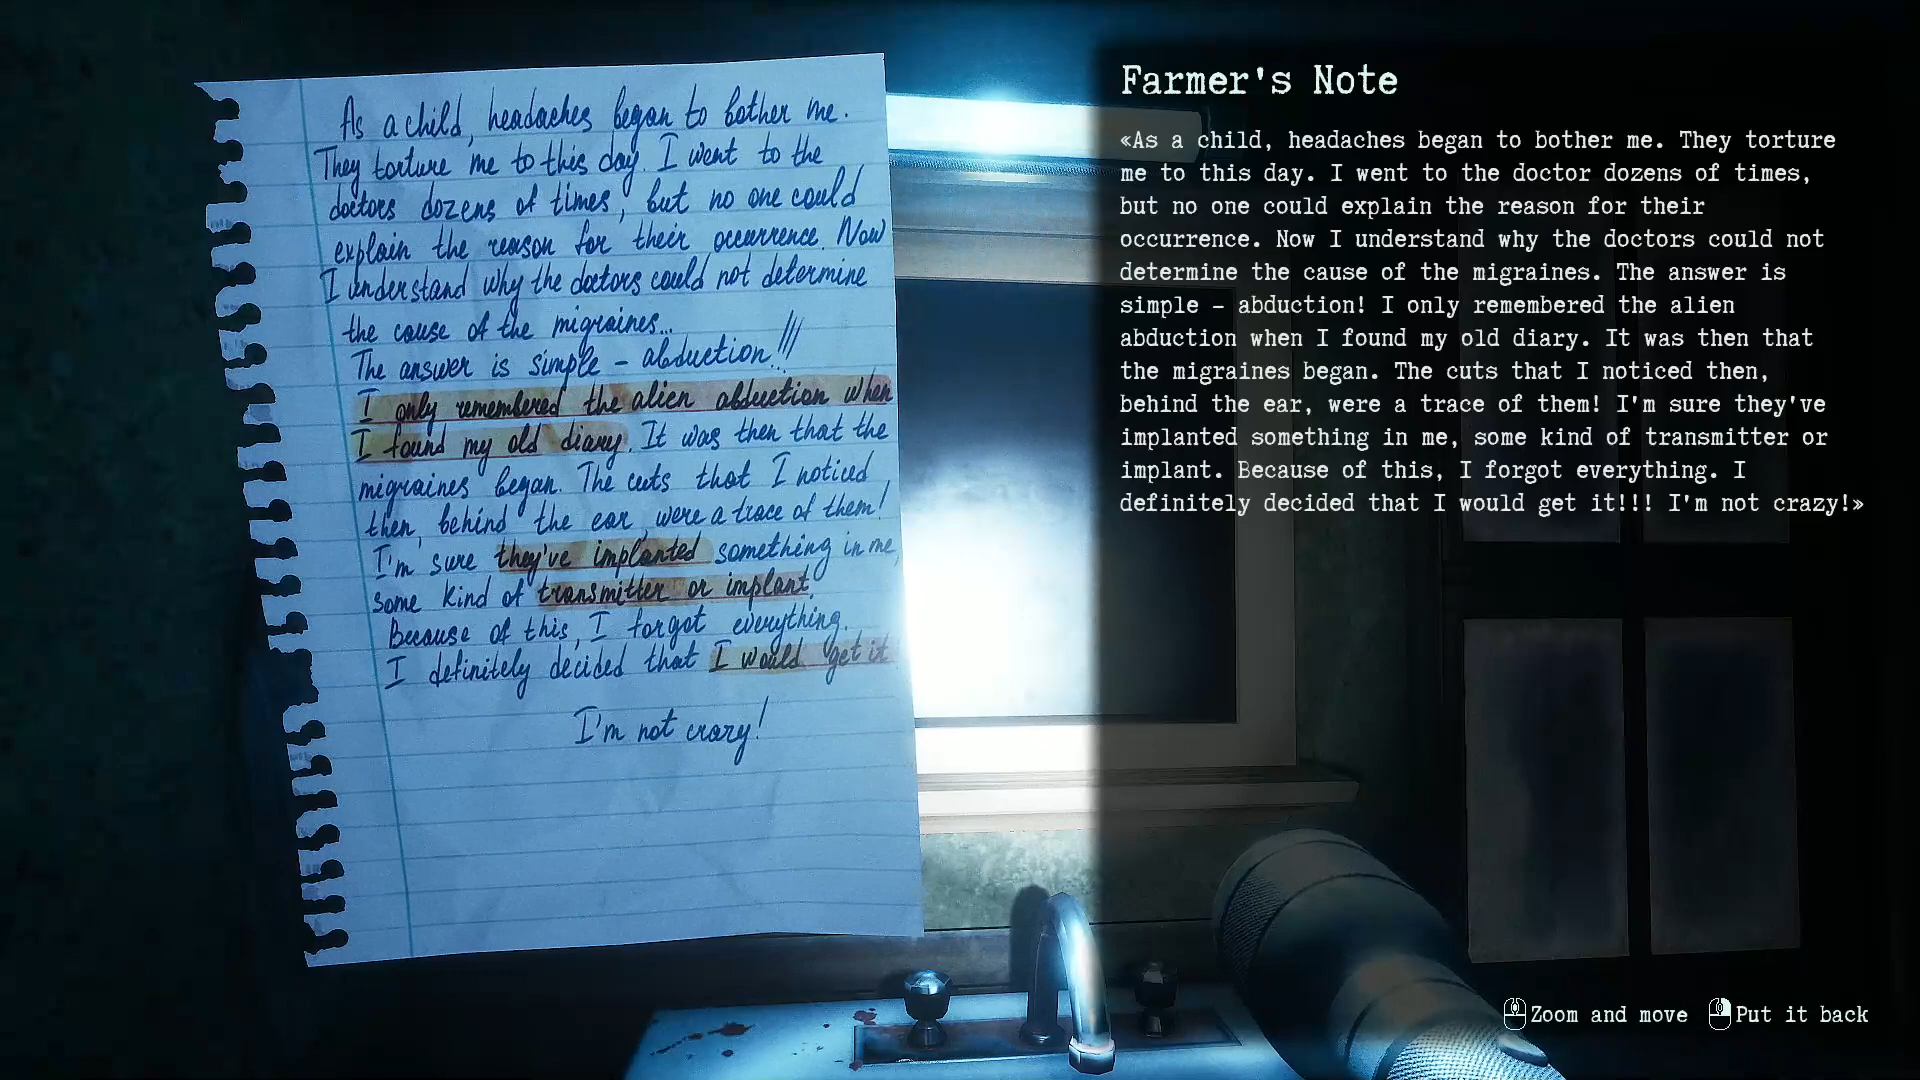 As a child, headaches began to bother me.
They torture me to this day. I went to the
doctors dozens of times, but no one could
explain the reason for their occurrence. Now
I understand why the doctors could not determine
the cause of the migraines...
The answer is simple - abduction!!!
I only remembered the alien abduction when
I found my old diary. It was then that the
migraines began. The cuts that I noticed
then, behind the ear, were a trace of them!
I'm sure they've implanted something in me,
some kind of transmitter or implant.
Because of this, I forgot everything.
I definitely decided that I would get it
I'm not crazy!
Farmer's Note
«As a child, headaches began to bother me. They torture
me to this day. I went to the doctor dozens of times,
but no one could explain the reason for their
occurrence. Now I understand why the doctors could not
determine the cause of the migraines. The answer is
simple – abduction! I only remembered the alien
abduction when I found my old diary. It was then that
the migraines began. The cuts that I noticed then,
behind the ear, were a trace of them! I'm sure they've
implanted something in me, some kind of transmitter or
implant. Because of this, I forgot everything. I
definitely decided that I would get it!!! I'm not crazy!»
Zoom and move
Put it back